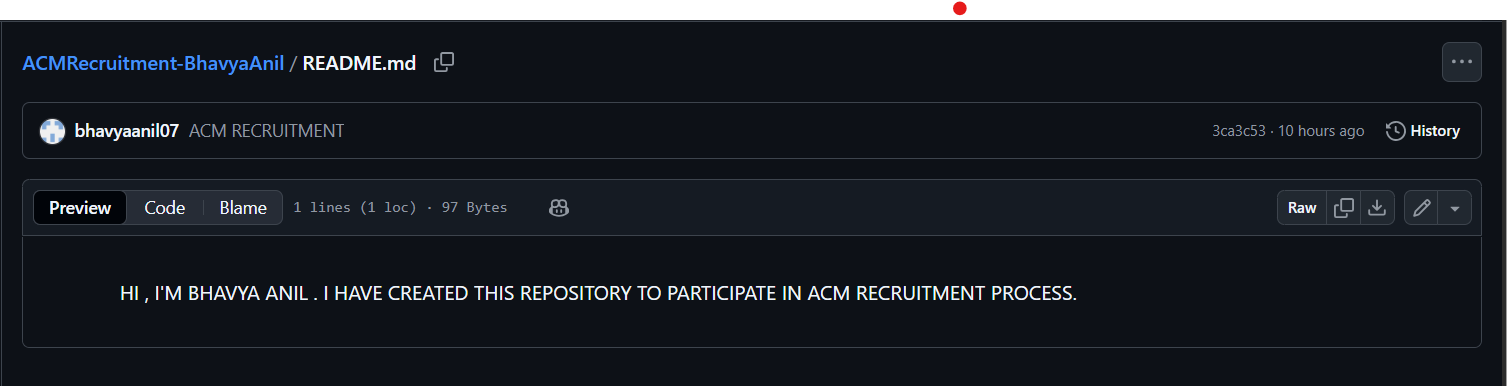 ACMRecruitment-BhavyaAnil / README.md
bhavyaanil07 ACM RECRUITMENT 3ca3c53 · 10 hours ago History
Preview Code Blame 1 lines (1 loc) · 97 Bytes Raw
HI , I'M BHAVYA ANIL . I HAVE CREATED THIS REPOSITORY TO PARTICIPATE IN ACM RECRUITMENT PROCESS.